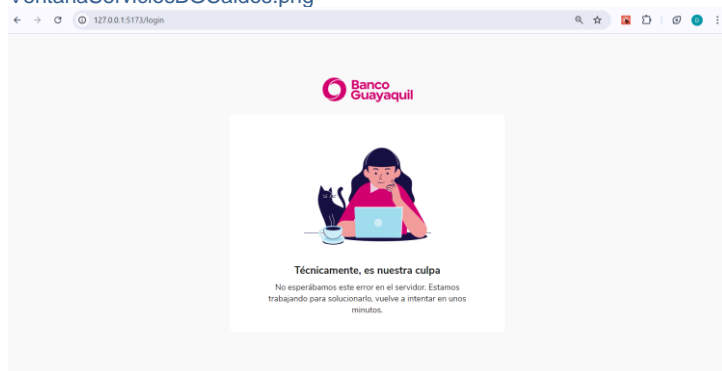 VentanaServiciosDGSaldos.png
127.0.0.1:5173/login
D
Banco
Guayaquil
Técnicamente, es nuestra culpa
No esperábamos este error en el servidor. Estamos
trabajando para solucionarlo, vuelve a intentar en unos
minutos.